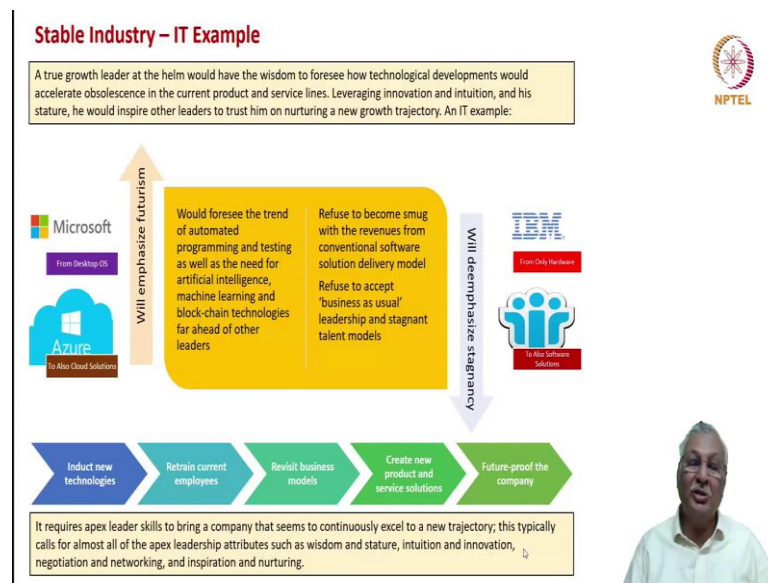 Stable Industry – IT Example
A true growth leader at the helm would have the wisdom to foresee how technological developments would
accelerate obsolescence in the current product and service lines. Leveraging innovation and intuition, and his
stature, he would inspire other leaders to trust him on nurturing a new growth trajectory. An IT example:
NPTEL
Microsoft
From Desktop OS
Azure
To Also Cloud Solutions
Will emphasize futurism
Would foresee the trend
of automated
programming and testing
as well as the need for
artificial intelligence,
machine learning and
block-chain technologies
far ahead of other
leaders
Refuse to become smug
with the revenues from
conventional software
solution delivery model
Refuse to accept
‘business as usual’
leadership and stagnant
talent models
Will deemphasize stagnancy
IBM
From Only Hardware
To Also Software
Solutions
Induct new
technologies
Retrain current
employees
Revisit business
models
Create new
product and
service solutions
Future-proof the
company
It requires apex leader skills to bring a company that seems to continuously excel to a new trajectory; this typically
calls for almost all of the apex leadership attributes such as wisdom and stature, intuition and innovation,
negotiation and networking, and inspiration and nurturing.